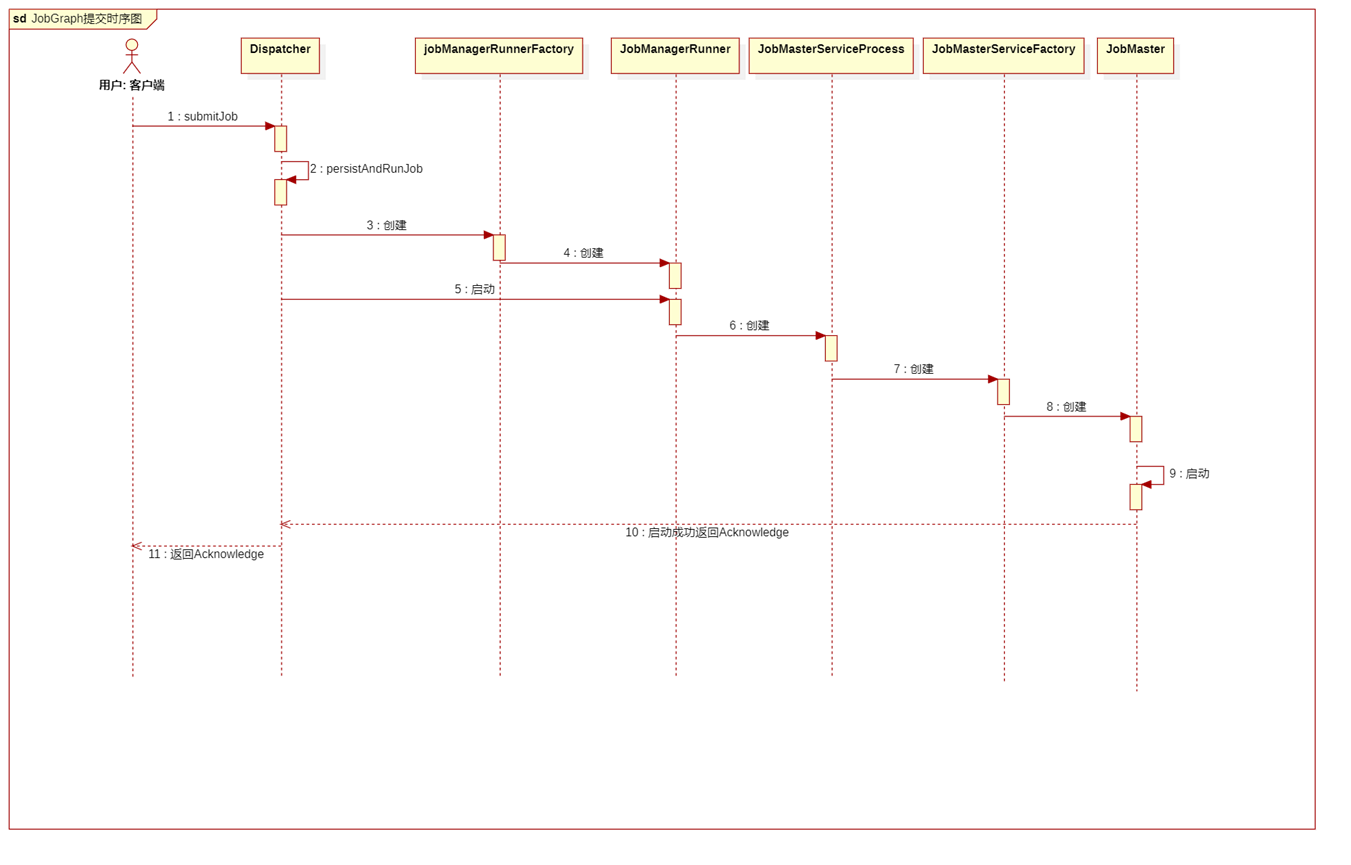 sd JobGraph提交时序图
Dispatcher
jobManagerRunnerFactory
JobManagerRunner
JobMasterServiceProcess
JobMasterServiceFactory
JobMaster
用户: 客户端
1 : submitJob
2 : persistAndRunJob
3 : 创建
4 : 创建
5 : 启动
6 : 创建
7 : 创建
8 : 创建
9 : 启动
10 : 启动成功返回Acknowledge
11 : 返回Acknowledge